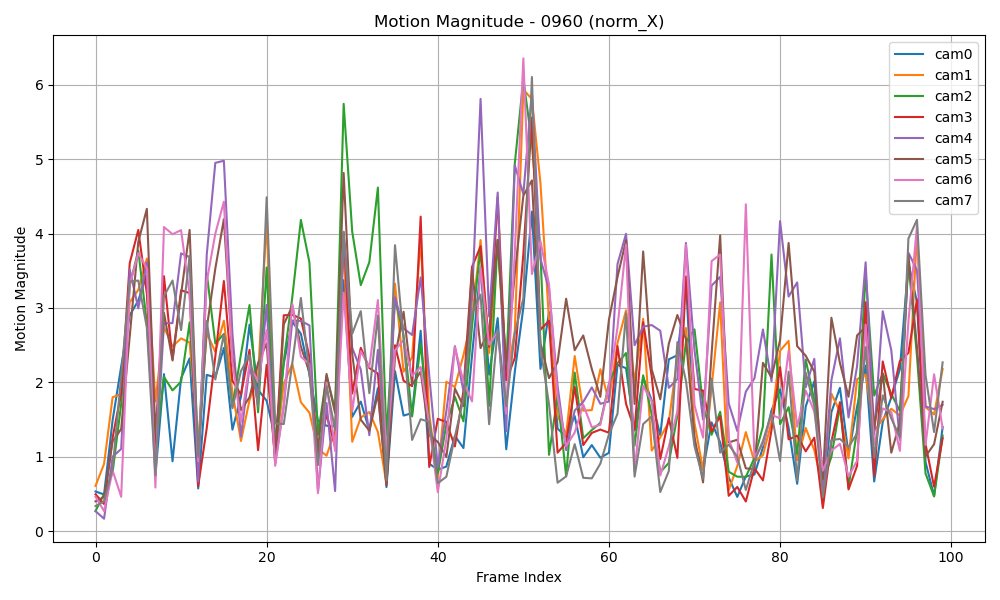 Motion Magnitude - 0960 (norm_X)
cam0
cam1
cam2
cam3
cam4
cam5
cam6
cam7
Motion Magnitude
6
5
4
3
2
1
0
0
20
40
60
80
100
Frame Index